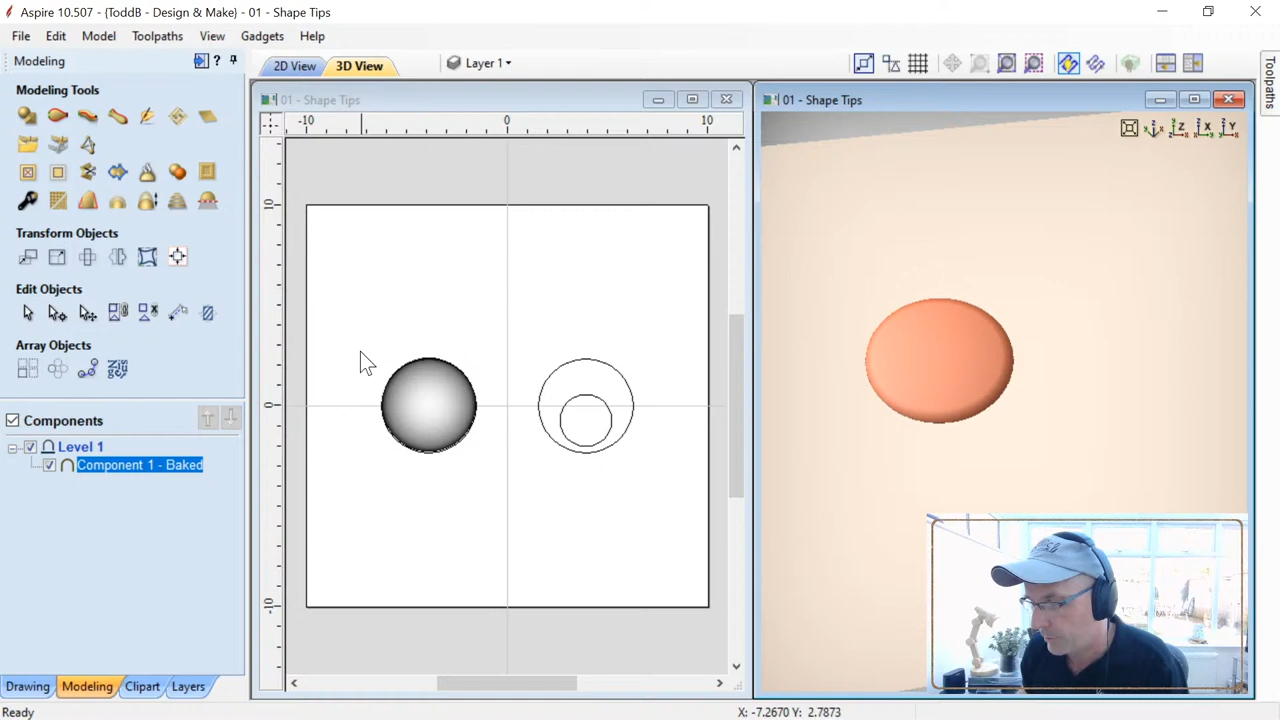 Aspire 10.507 - {ToddB - Design & Make} - 01 - Shape Tips
File Edit Model Toolpaths View Gadgets Help
Modeling ?
2D View 3D View Layer 1
Toolpaths
Modeling Tools
01 - Shape Tips
01 - Shape Tips
-10 0 10
Z X Y
10
Transform Objects
Edit Objects
Array Objects
0
Components
Level 1
Component 1 - Baked
-10
Drawing Modeling Clipart Layers
Ready X: -7.2670 Y: 2.7873